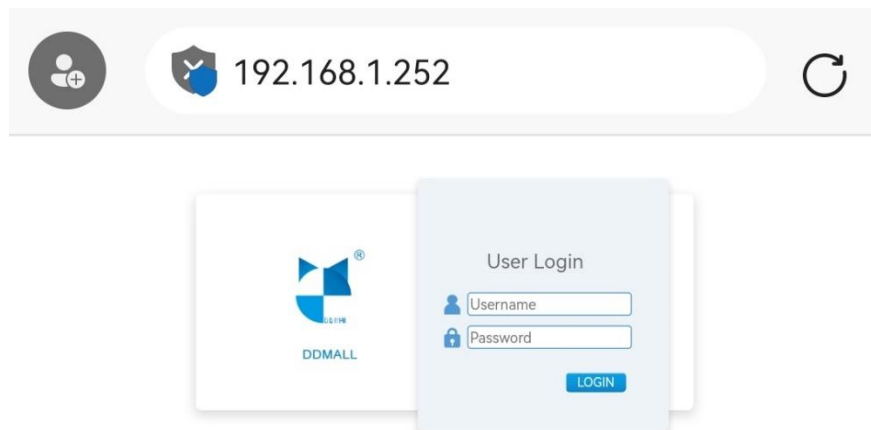 192.168.1.252
User Login
Username
Password
LOGIN
®
DDMALL